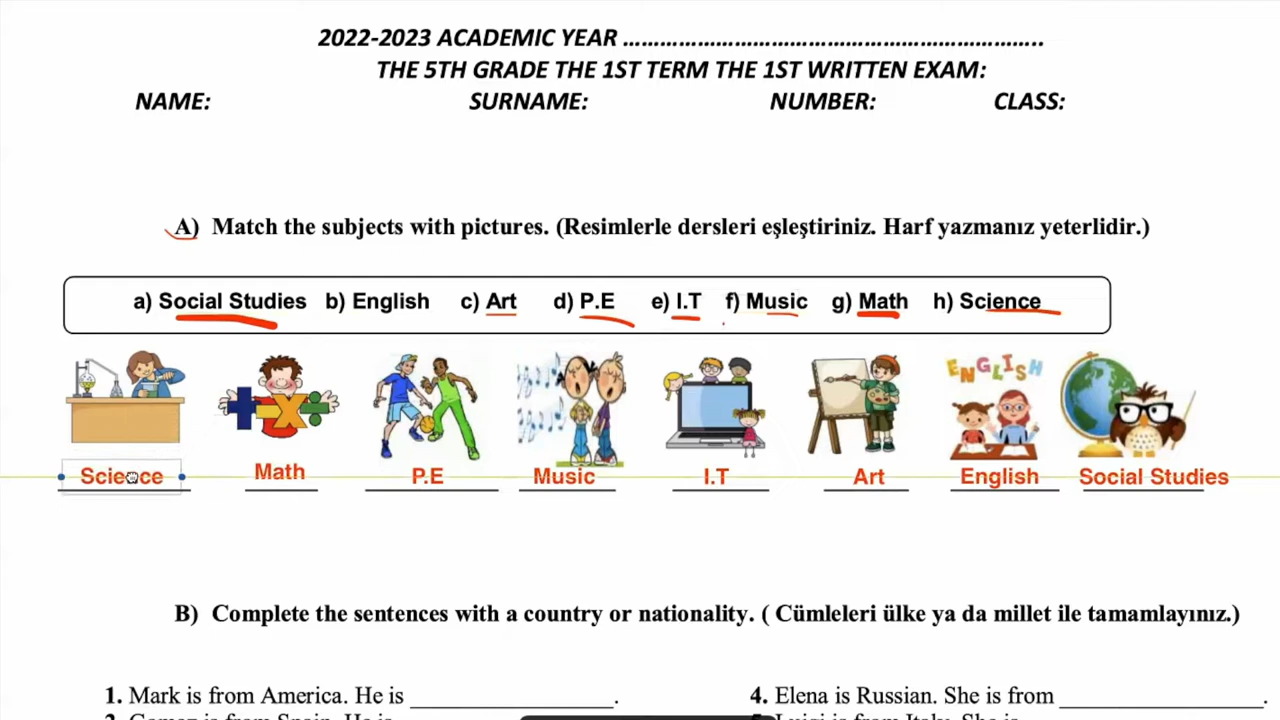 2022-2023 ACADEMIC YEAR ……………………………………………………………..
THE 5TH GRADE THE 1ST TERM THE 1ST WRITTEN EXAM:
NAME: SURNAME: NUMBER: CLASS:
A) Match the subjects with pictures. (Resimlerle dersleri eşleştiriniz. Harf yazmanız yeterlidir.)
a) Social Studies b) English c) Art d) P.E e) I.T f) Music g) Math h) Science
ENGLISH
Science Math P.E Music I.T Art English Social Studies
B) Complete the sentences with a country or nationality. ( Cümleleri ülke ya da millet ile tamamlayınız.)
1. Mark is from America. He is ________________. 4. Elena is Russian. She is from ________________.